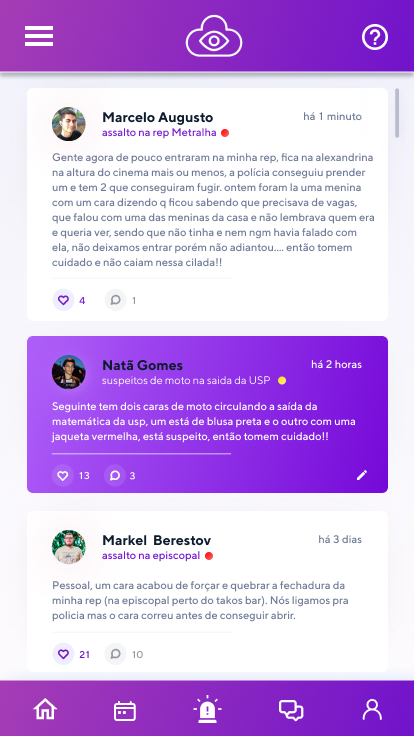 Marcelo Augusto
há 1 minuto
assalto na rep Metralha
Gente agora de pouco entraram na minha rep, fica na alexandrina
na altura do cinema mais ou menos, a polícia conseguiu prender
um e tem 2 que conseguiram fugir. ontem foram la uma menina
com um cara dizendo q ficou sabendo que precisava de vagas,
que falou com uma das meninas da casa e não lembrava quem era
e queria ver, sendo que não tinha e nem ngm havia falado com
ela, não deixamos entrar porém não adiantou.... então tomem
cuidado e não caiam nessa cilada!!
4 1
Natã Gomes
há 2 horas
suspeitos de moto na saida da USP
Seguinte tem dois caras de moto circulando a saída da
matemática da usp, um está de blusa preta e o outro com uma
jaqueta vermelha, está suspeito, então tomem cuidado!!
13 3
Markel Berestov
há 3 dias
assalto na episcopal
Pessoal, um cara acabou de forçar e quebrar a fechadura da
minha rep (na episcopal perto do takos bar). Nós ligamos pra
policia mas o cara correu antes de conseguir abrir.
21 10